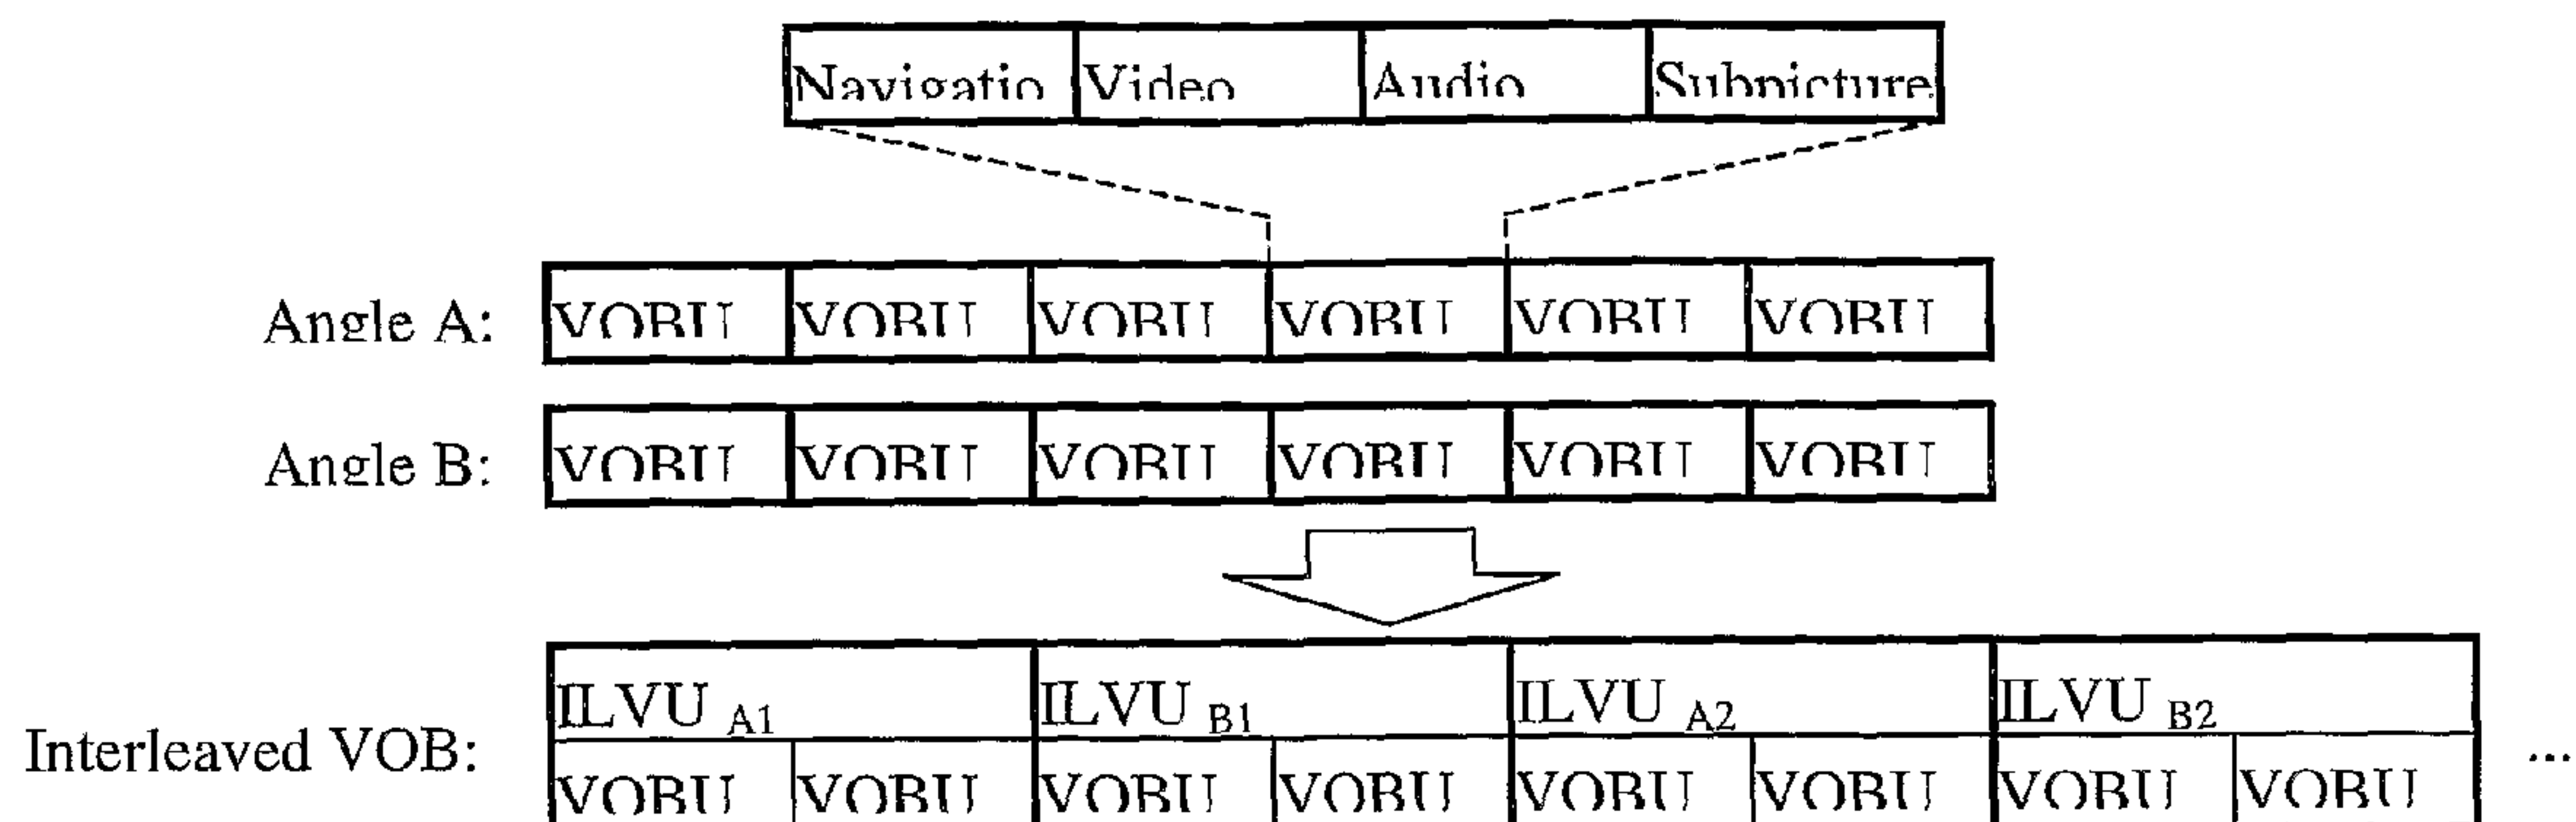 Navigatio Video Audio Subpicture
Angle A: VOBU VOBU VOBU VOBU VOBU VOBU
Angle B: VOBU VOBU VOBU VOBU VOBU VOBU
ILVU A1 ILVU B1 ILVU A2 ILVU B2
Interleaved VOB: VOBU VOBU VOBU VOBU VOBU VOBU VOBU VOBU ...